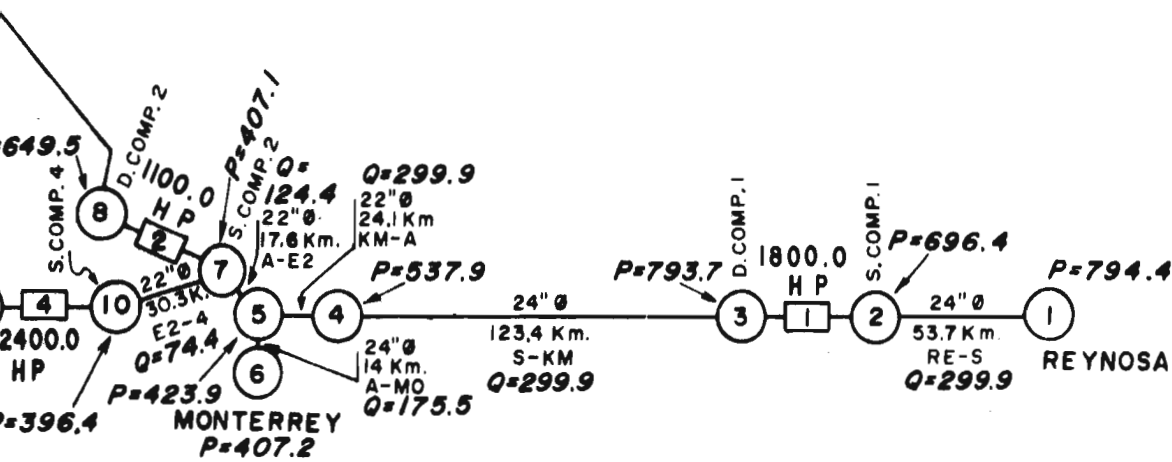 =649.5
S. COMP. 4
D. COMP. 2
1100.0
HP
P=407.1
S. COMP. 2
Q=
124.4
22"Ø
17.6 Km.
A-E2
Q=299.9
22"Ø
24.1 Km
KM-A
8
2
7
10
4
2400.0
HP
22"Ø
30.3 K.
E2-4
Q=74.4
P=396.4
5
4
6
P=423.9
MONTERREY
P=407.2
24"Ø
14 Km.
A-MO
Q=175.5
P=537.9
24"Ø
123.4 Km.
S-KM
Q=299.9
P=793.7
D. COMP. 1
3
1800.0
HP
1
S. COMP. 1
2
P=696.4
24"Ø
53.7 Km.
RE-S
Q=299.9
P=794.4
1
REYNOSA